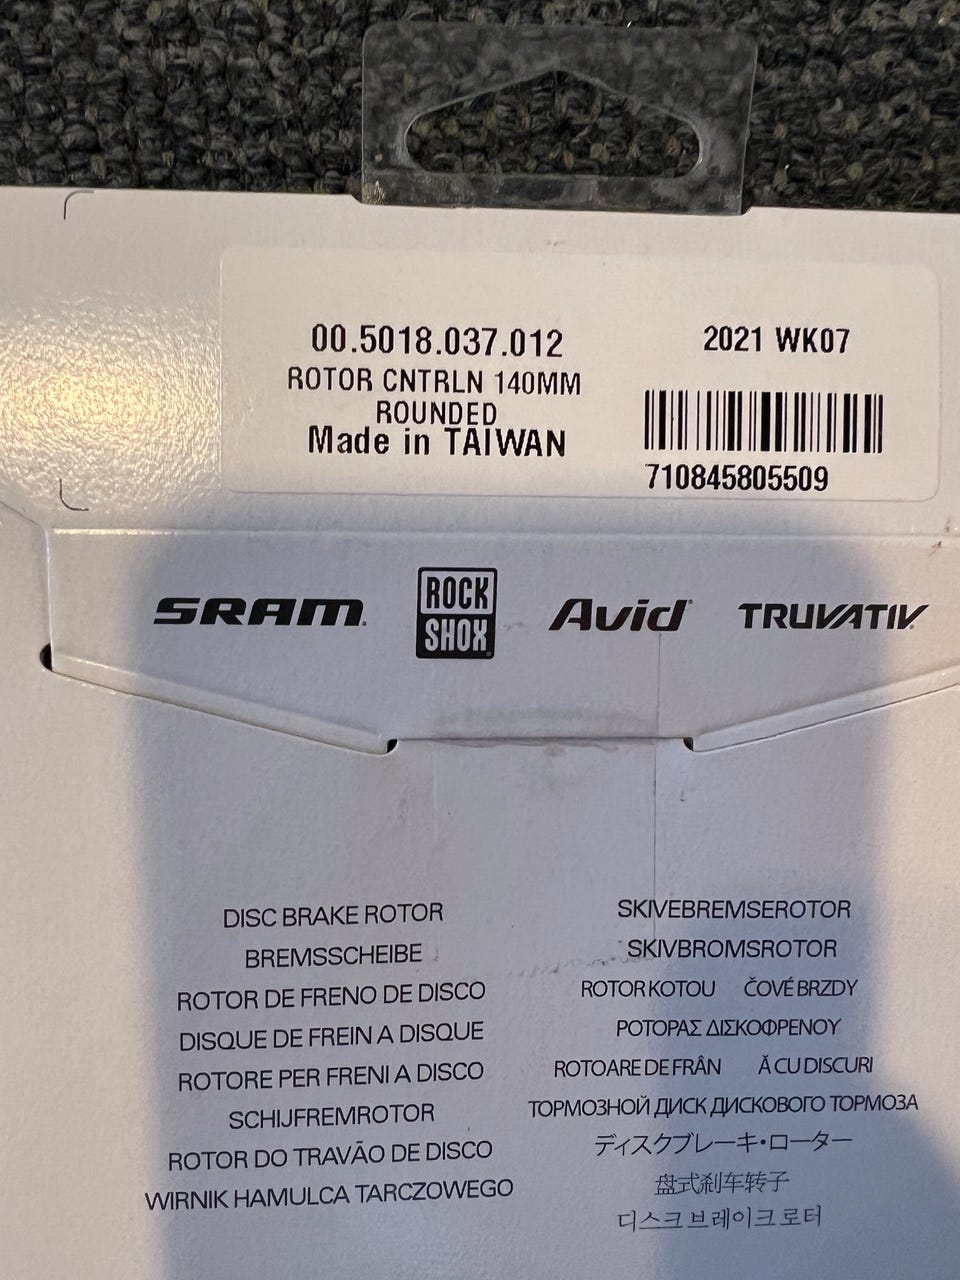 00.5018.037.012
ROTOR CNTRLN 140MM
ROUNDED
Made in TAIWAN
2021 WK07
710845805509
SRAM
ROCK
SHOX
Avid
TRUVATIV
DISC BRAKE ROTOR
BREMSSCHEIBE
ROTOR DE FRENO DE DISCO
DISQUE DE FREIN A DISQUE
ROTORE PER FRENI A DISCO
SCHIJFREMROTOR
ROTOR DO TRAVÃO DE DISCO
WIRNIK HAMULCA TARCZOWEGO
SKIVEBREMSEROTOR
SKIVBROMSROTOR
ROTOR KOTOU ČOVÉ BRZDY
ΡΟΤΟΡΑΣ ΔΙΣΚΟΦΡΕΝΟΥ
ROTOARE DE FRÂN Ă CU DISCURI
ТОРМОЗНОЙ ДИСК ДИСКОВОГО ТОРМОЗА
ディスクブレーキ・ローター
盘式刹车转子
디스크 브레이크 로터